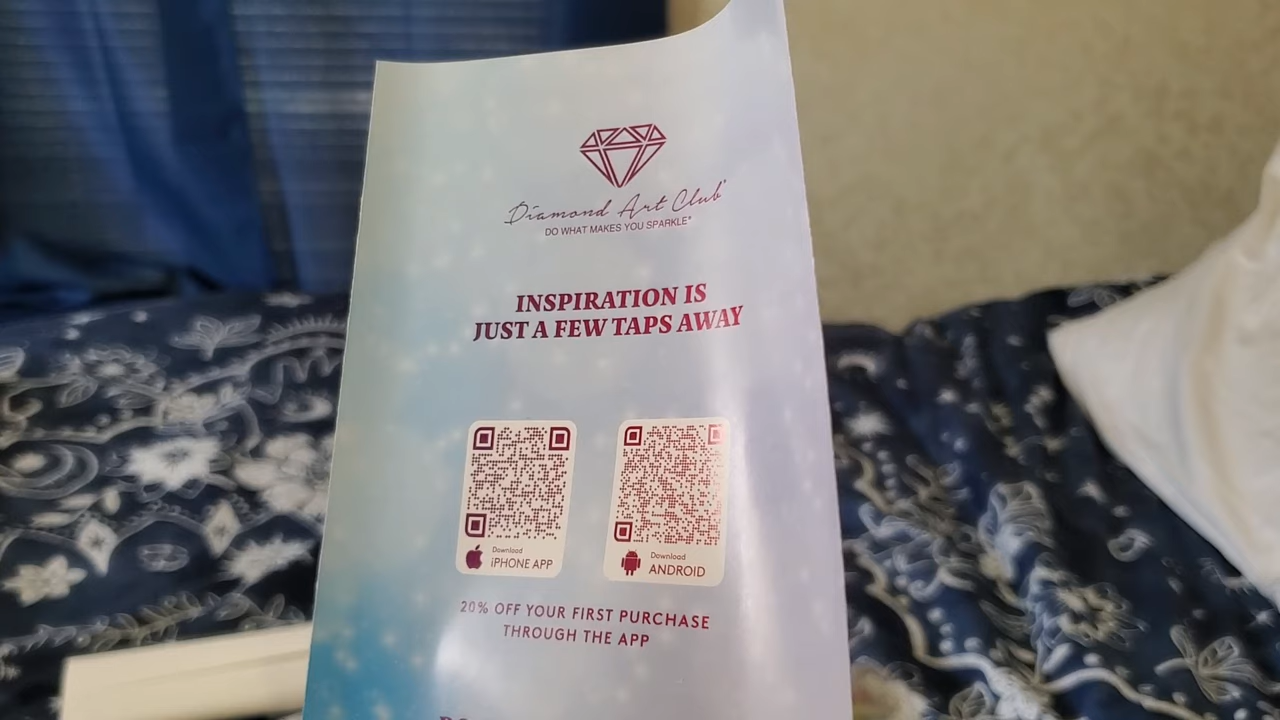 Diamond Art Club®
DO WHAT MAKES YOU SPARKLE®
INSPIRATION IS
JUST A FEW TAPS AWAY
Download
iPHONE APP
Download
ANDROID
20% OFF YOUR FIRST PURCHASE
THROUGH THE APP